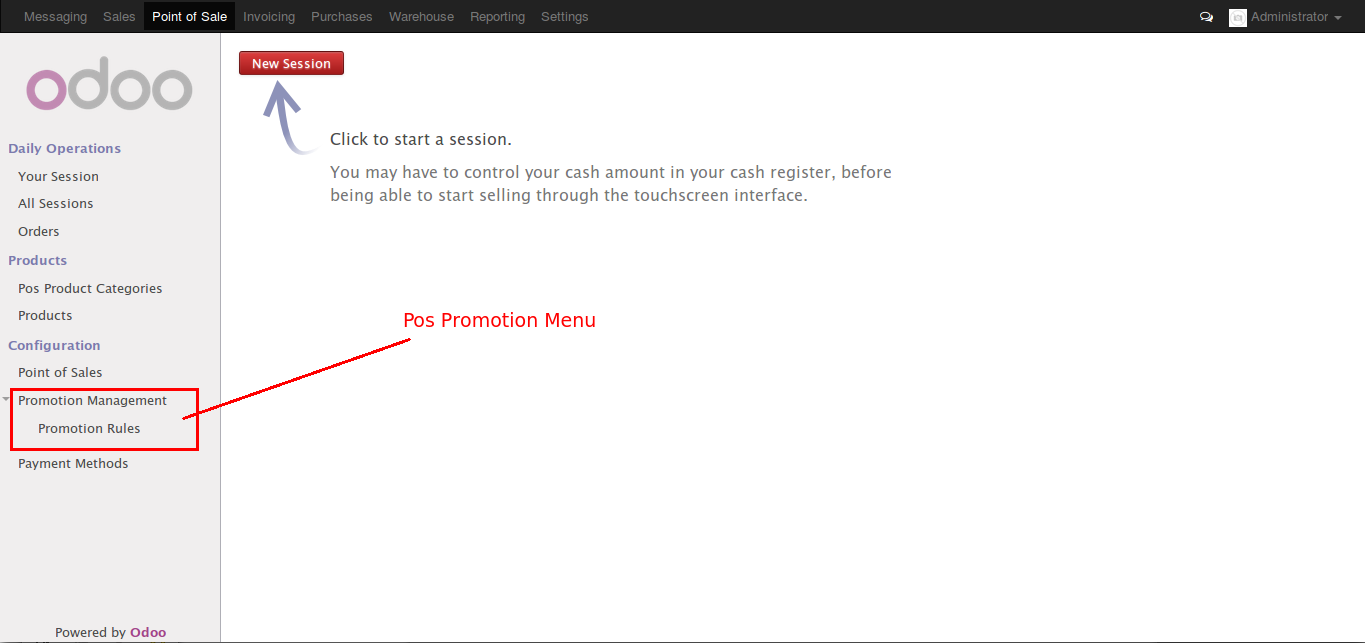 Messaging Sales Point of Sale Invoicing Purchases Warehouse Reporting Settings Administrator
odoo
New Session
Click to start a session.
You may have to control your cash amount in your cash register, before
being able to start selling through the touchscreen interface.
Daily Operations
Your Session
All Sessions
Orders
Products
Pos Product Categories
Products
Configuration
Point of Sales
Promotion Management
Promotion Rules
Payment Methods
Pos Promotion Menu
Powered by Odoo